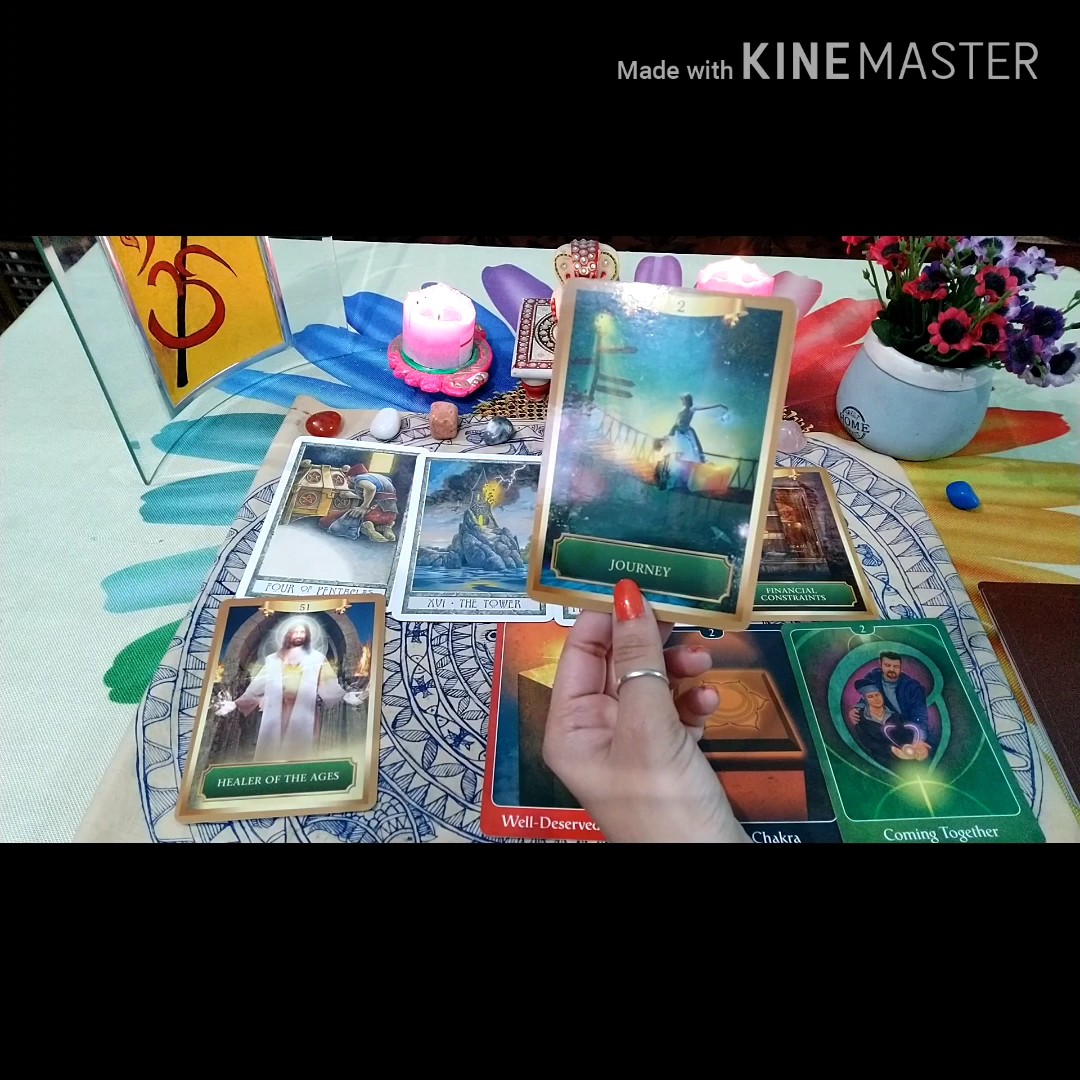 Made with KINEMASTER
2
JOURNEY
HOME
FOUR OF PENTACLES
XVI · THE TOWER
FINANCIAL
CONSTRAINTS
51
HEALER OF THE AGES
2
2
Well-Deserved
Chakra
Coming Together